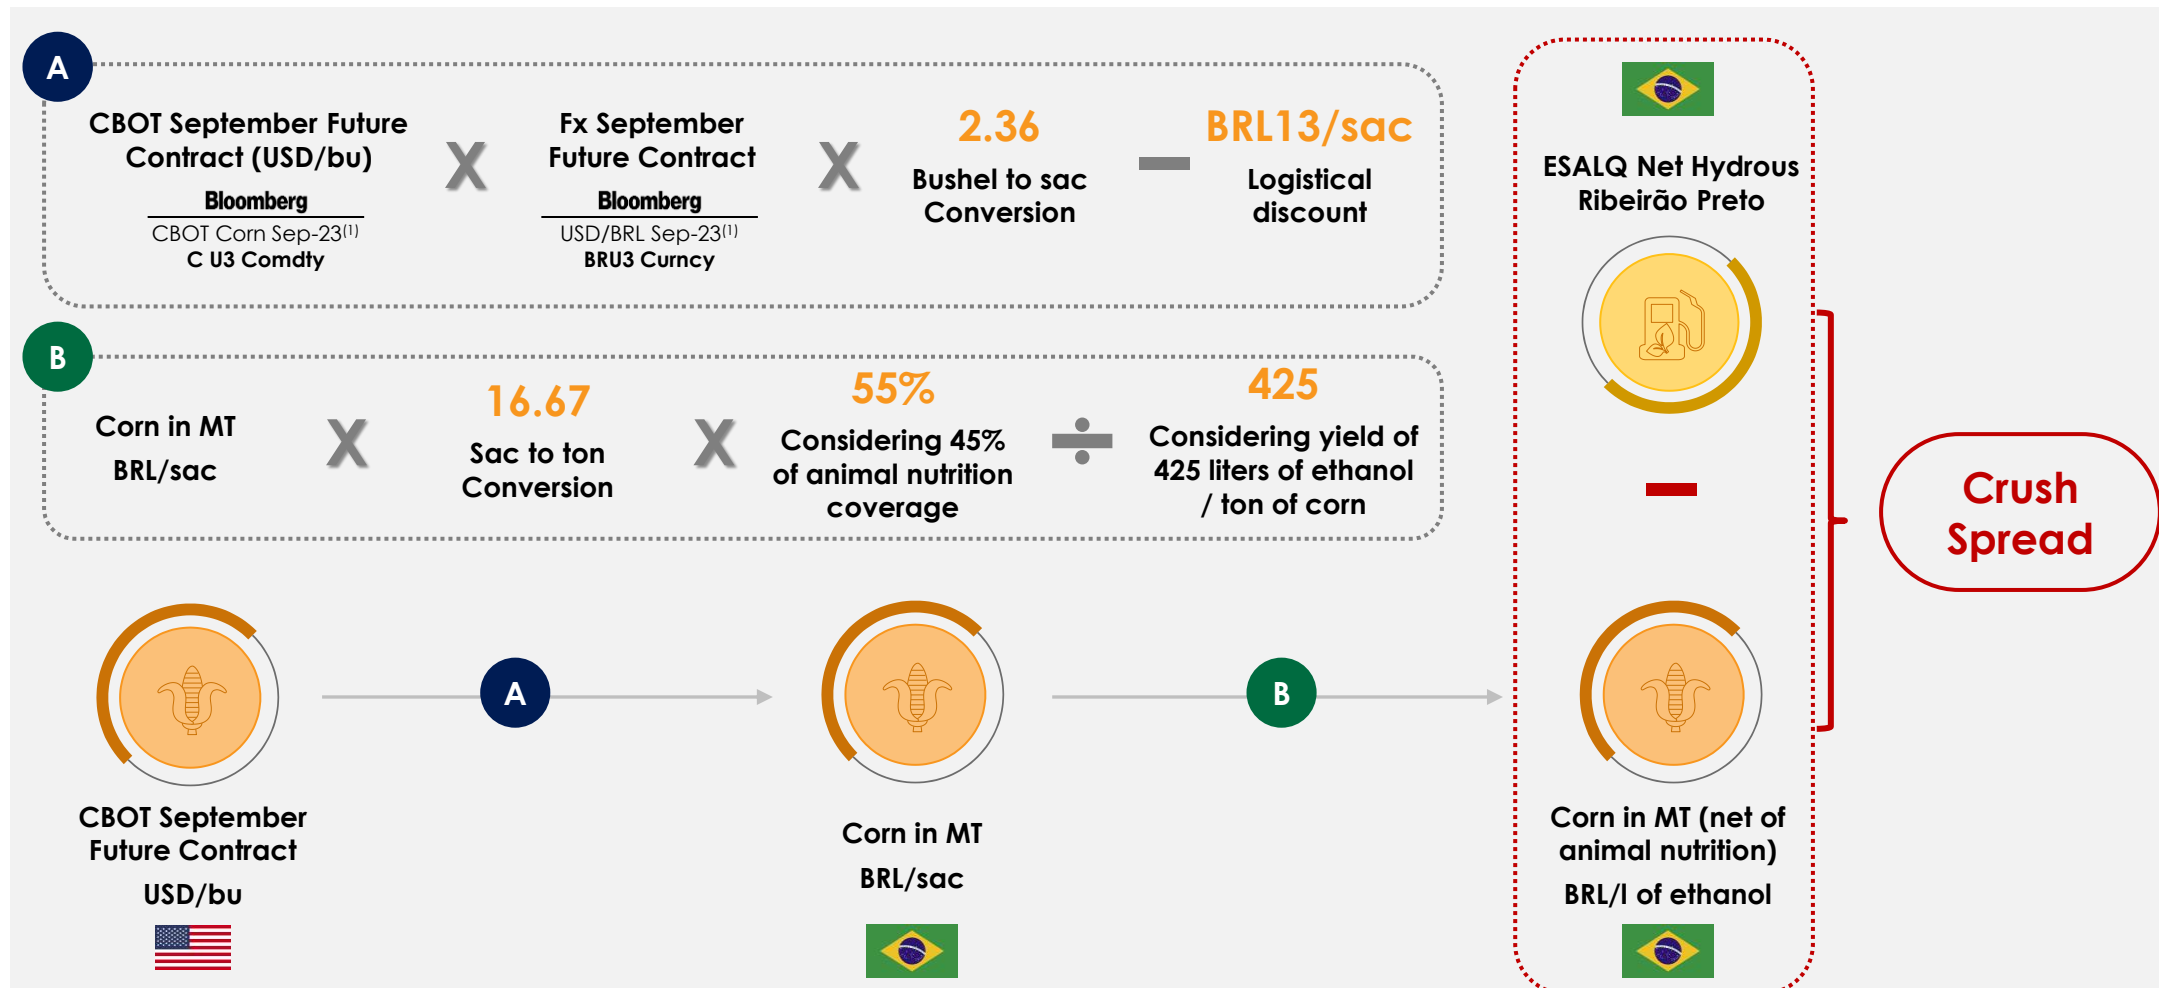 A
CBOT September Future
Contract (USD/bu)
Bloomberg
CBOT Corn Sep-23(1)
C U3 Comdty
X
Fx September
Future Contract
Bloomberg
USD/BRL Sep-23(1)
BRU3 Curncy
X
2.36
Bushel to sac
Conversion
BRL13/sac
Logistical
discount
B
Corn in MT
BRL/sac
X
16.67
Sac to ton
Conversion
X
55%
Considering 45%
of animal nutrition
coverage
÷
425
Considering yield of
425 liters of ethanol
/ ton of corn
ESALQ Net Hydrous
Ribeirão Preto
Crush
Spread
A
B
CBOT September
Future Contract
USD/bu
Corn in MT
BRL/sac
Corn in MT (net of
animal nutrition)
BRL/l of ethanol